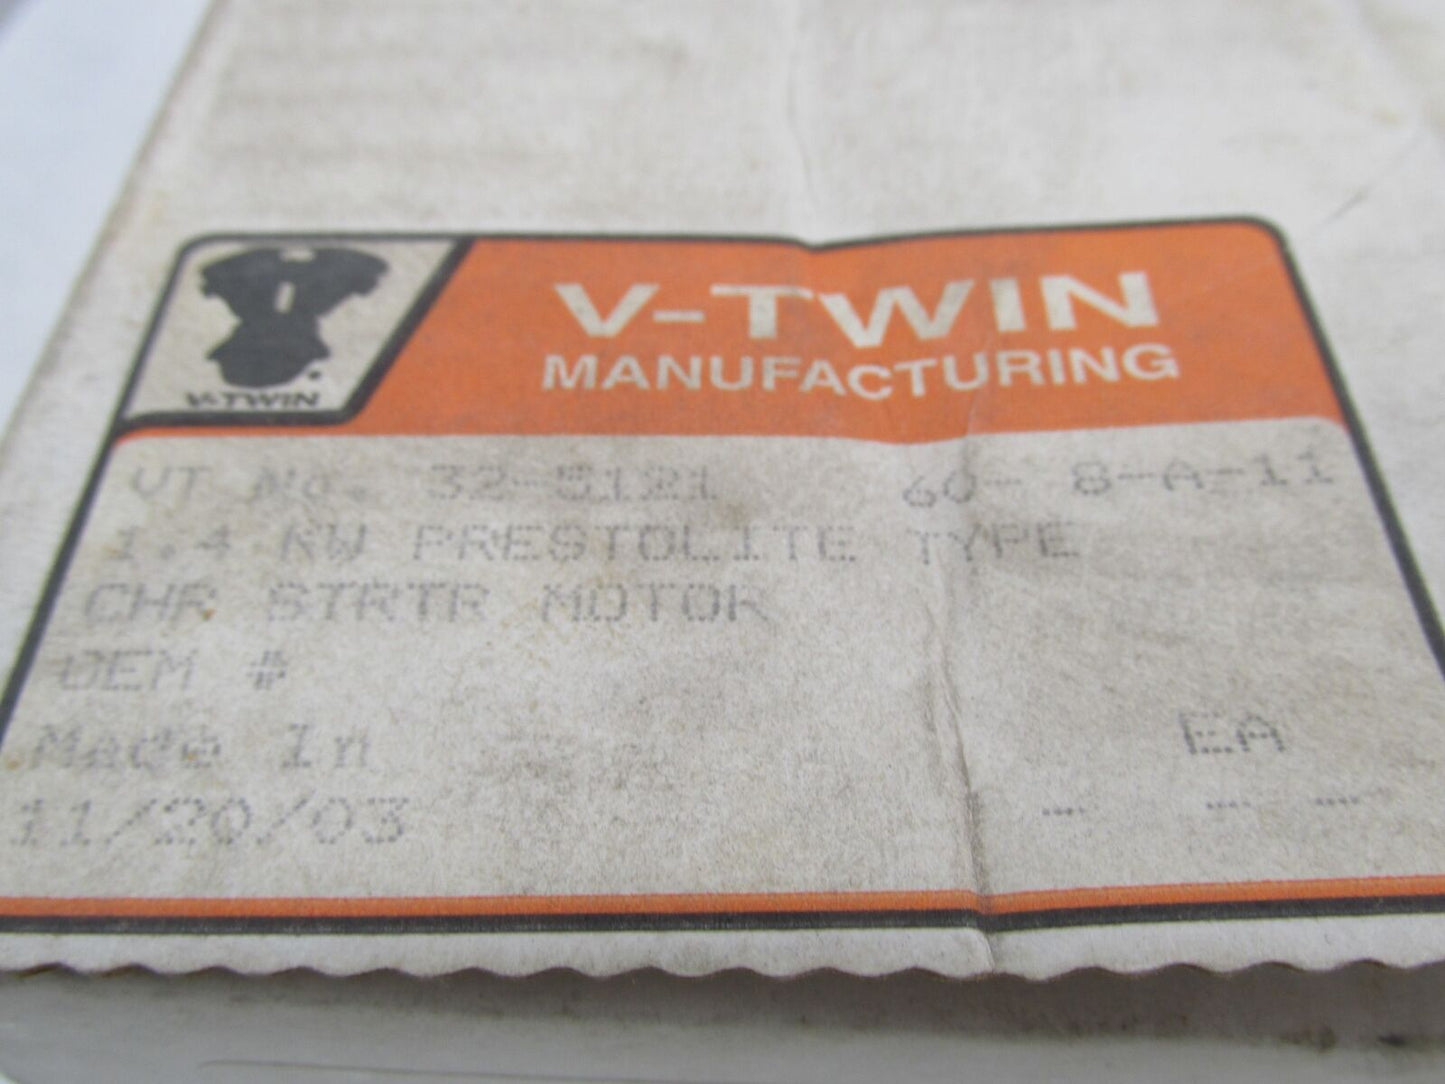 V-TWIN
V-TWIN
MANUFACTURING
VT No. 32-5121 60- 8-A-11
1.4 KW PRESTOLITE TYPE
CHR STRTR MOTOR
OEM #
Made In
EA
11/20/03
- - -